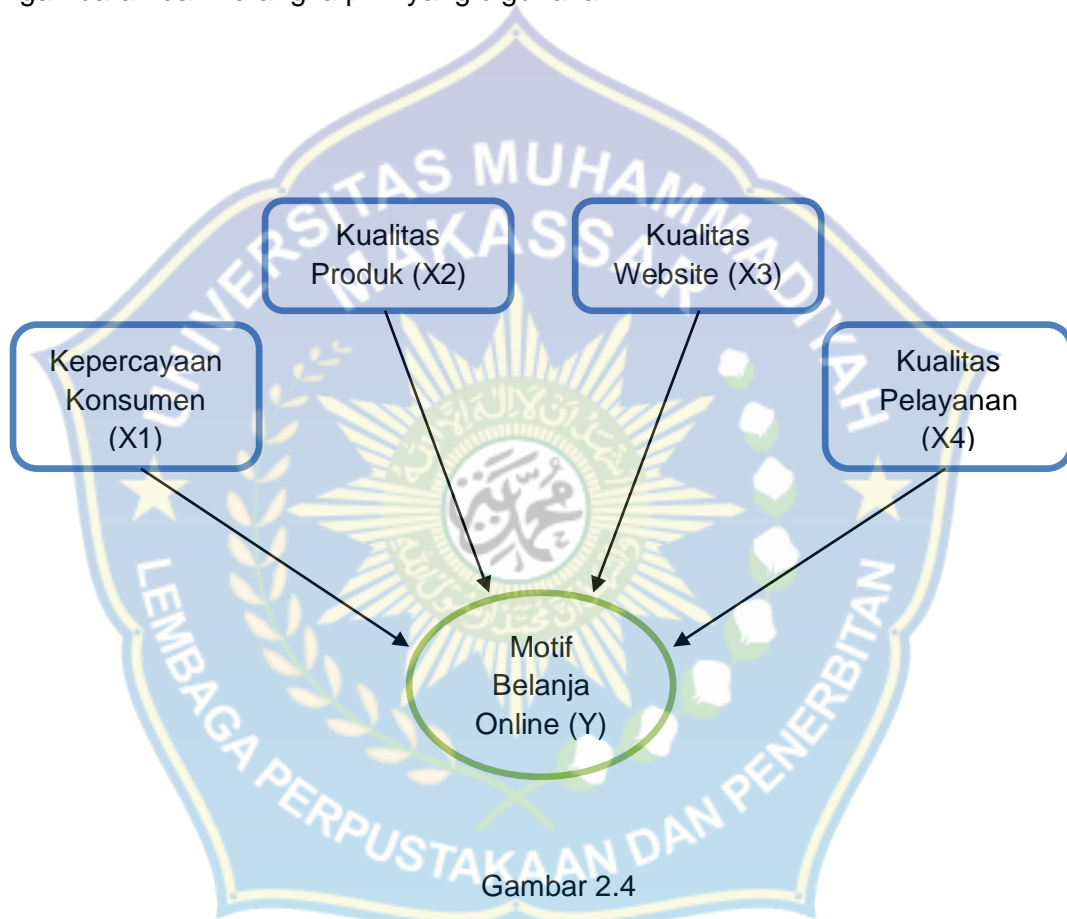 UNIVERSITAS MUHAMMADIYAH
MAKASSAR
Kualitas
Produk (X2)
Kualitas
Website (X3)
Kepercayaan
Konsumen
(X1)
Kualitas
Pelayanan
(X4)
Motif
Belanja
Online (Y)
LEMBAGA PERPUSTAKAAN DAN PENERBITAN
Gambar 2.4